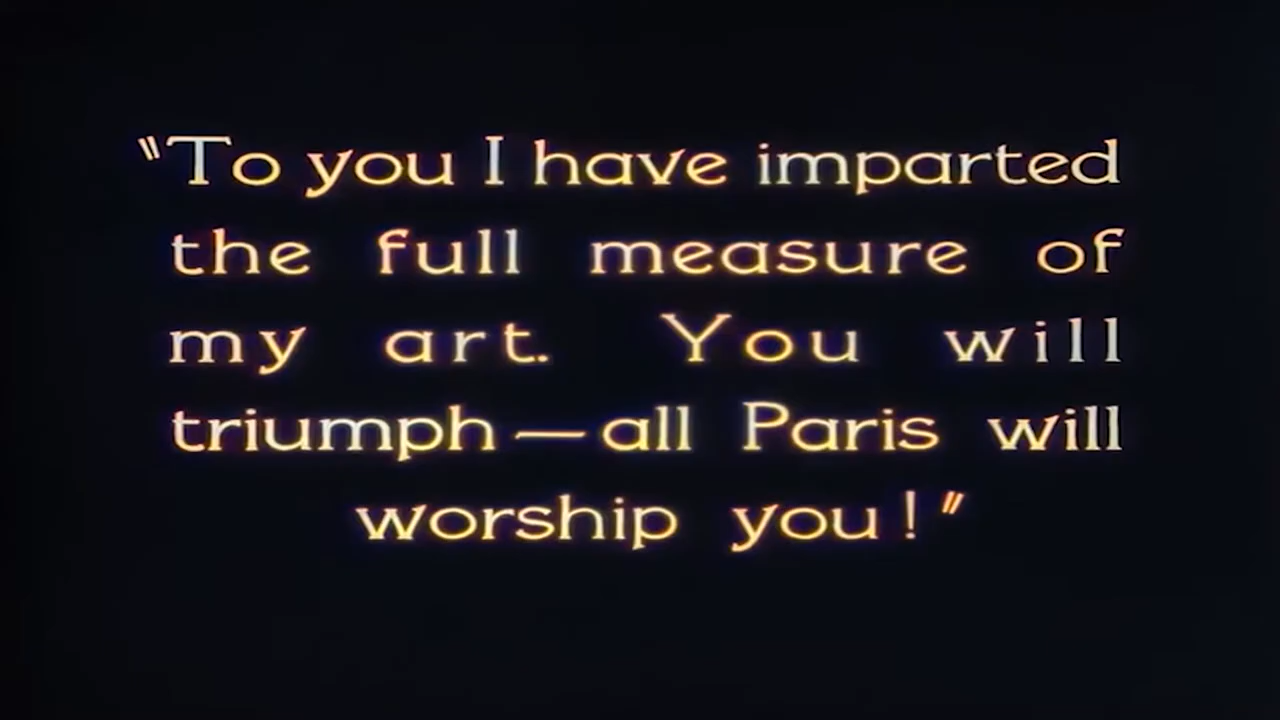 "To you I have imparted
the full measure of
my art. You will
triumph—all Paris will
worship you!"